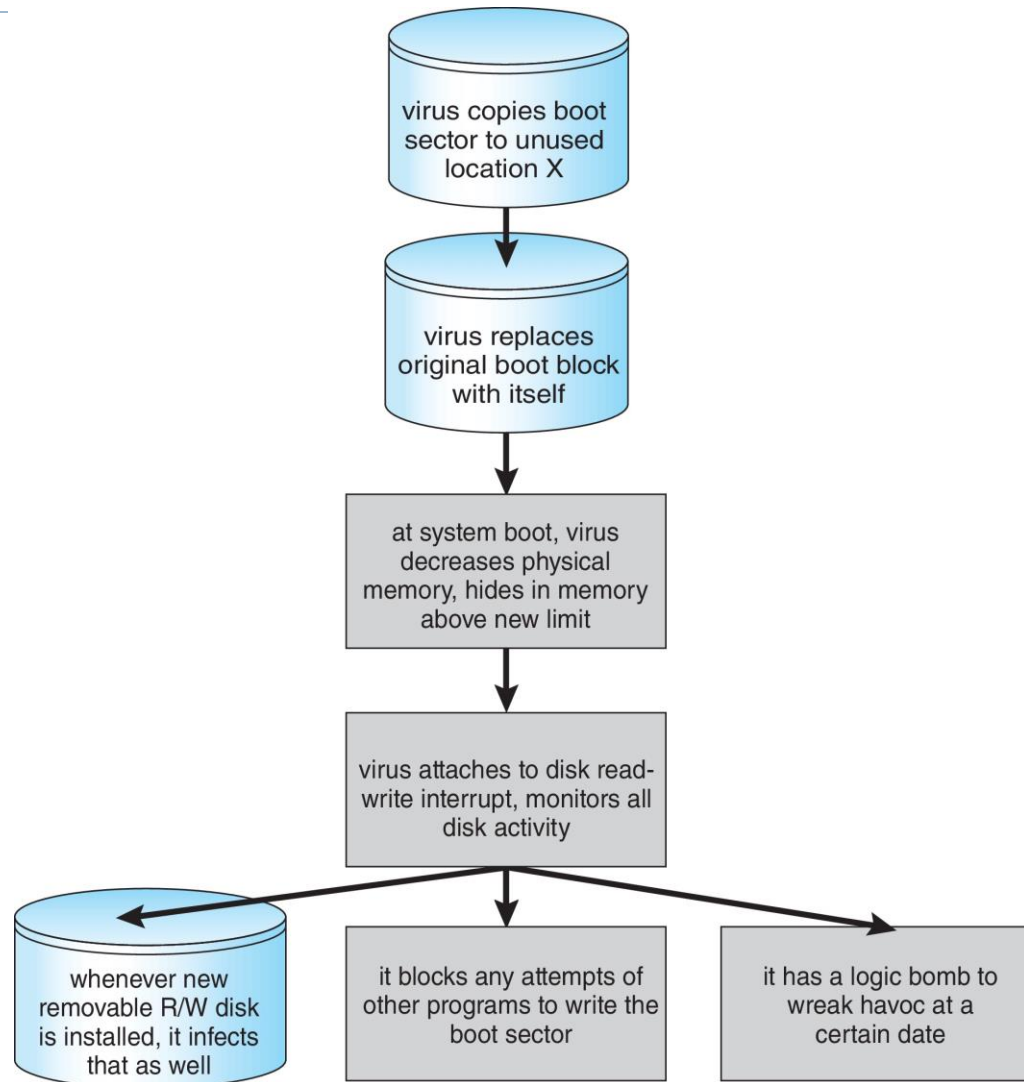 virus copies boot
sector to unused
location X
virus replaces
original boot block
with itself
at system boot, virus
decreases physical
memory, hides in memory
above new limit
virus attaches to disk read-
write interrupt, monitors all
disk activity
whenever new
removable R/W disk
is installed, it infects
that as well
it blocks any attempts of
other programs to write the
boot sector
it has a logic bomb to
wreak havoc at a
certain date